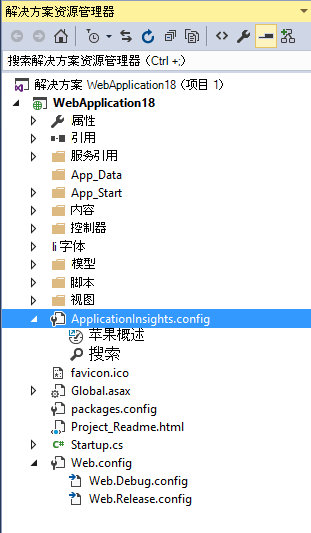 解决方案资源管理器
搜索解决方案资源管理器（Ctrl +;）
解决方案 WebApplication18 (项目 1)
WebApplication18
属性
引用
服务引用
App_Data
App_Start
内容
控制器
li 字体
模型
脚本
视图
ApplicationInsights.config
苹果概述
搜索
favicon.ico
Global.asax
packages.config
Project_Readme.html
C# Startup.cs
Web.config
Web.Debug.config
Web.Release.config